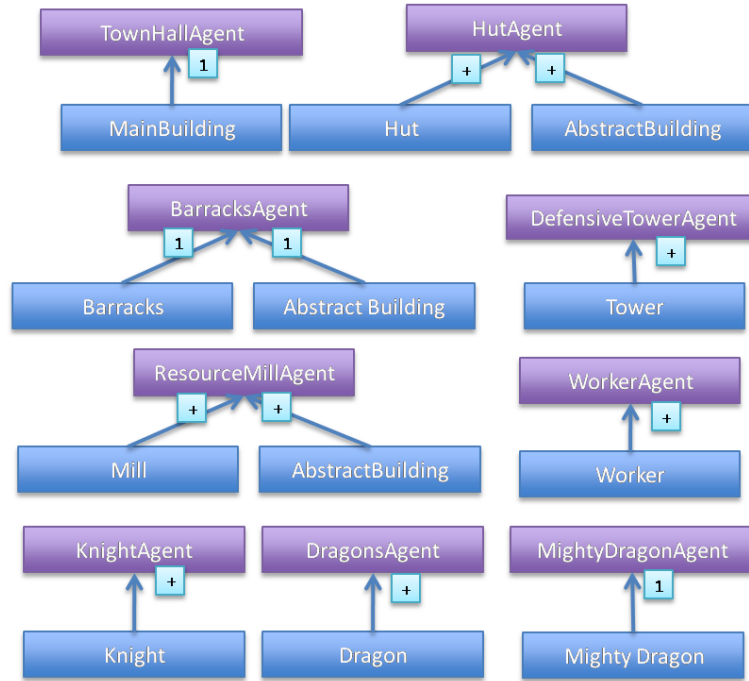 TownHallAgent
HutAgent
1
+
+
MainBuilding
Hut
AbstractBuilding
BarracksAgent
DefensiveTowerAgent
1
1
+
Barracks
Abstract Building
Tower
ResourceMillAgent
WorkerAgent
+
+
+
Mill
AbstractBuilding
Worker
KnightAgent
DragonsAgent
MightyDragonAgent
+
+
1
Knight
Dragon
Mighty Dragon